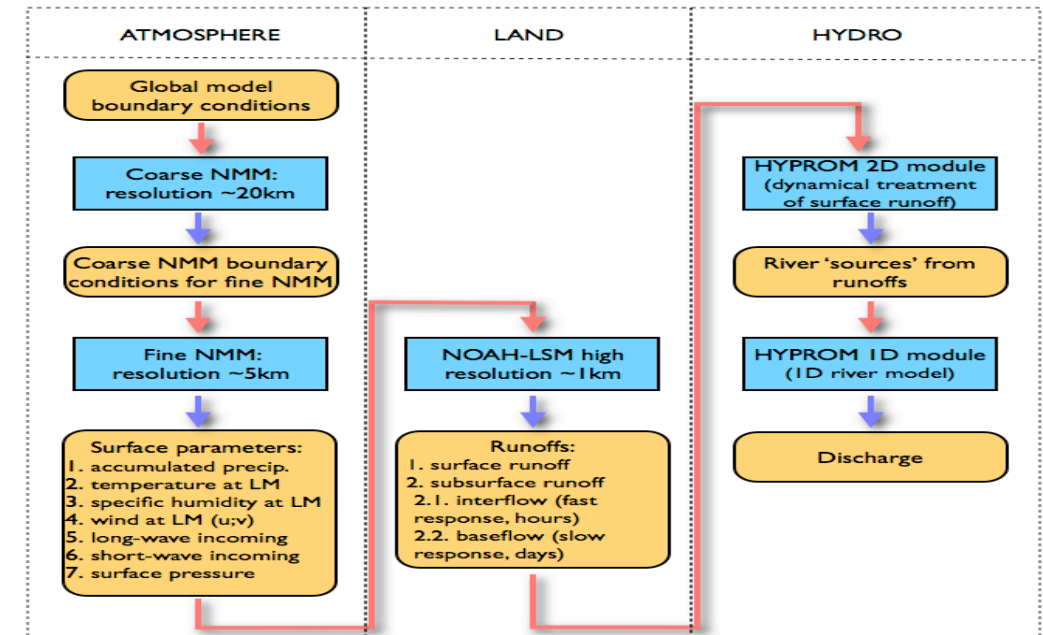 ATMOSPHERE
Global model
boundary conditions
Coarse NMM:
resolution ~20km
Coarse NMM boundary
conditions for fine NMM
Fine NMM:
resolution ~5km
Surface parameters:
1. accumulated precip.
2. temperature at LM
3. specific humidity at LM
4. wind at LM (u;v)
5. long-wave incoming
6. short-wave incoming
7. surface pressure
LAND
NOAH-LSM high
resolution ~1km
Runoffs:
1. surface runoff
2. subsurface runoff
2.1. interflow (fast
response, hours)
2.2. baseflow (slow
response, days)
HYDRO
HYPROM 2D module
(dynamical treatment
of surface runoff)
River ‘sources’ from
runoffs
HYPROM 1D module
(1D river model)
Discharge